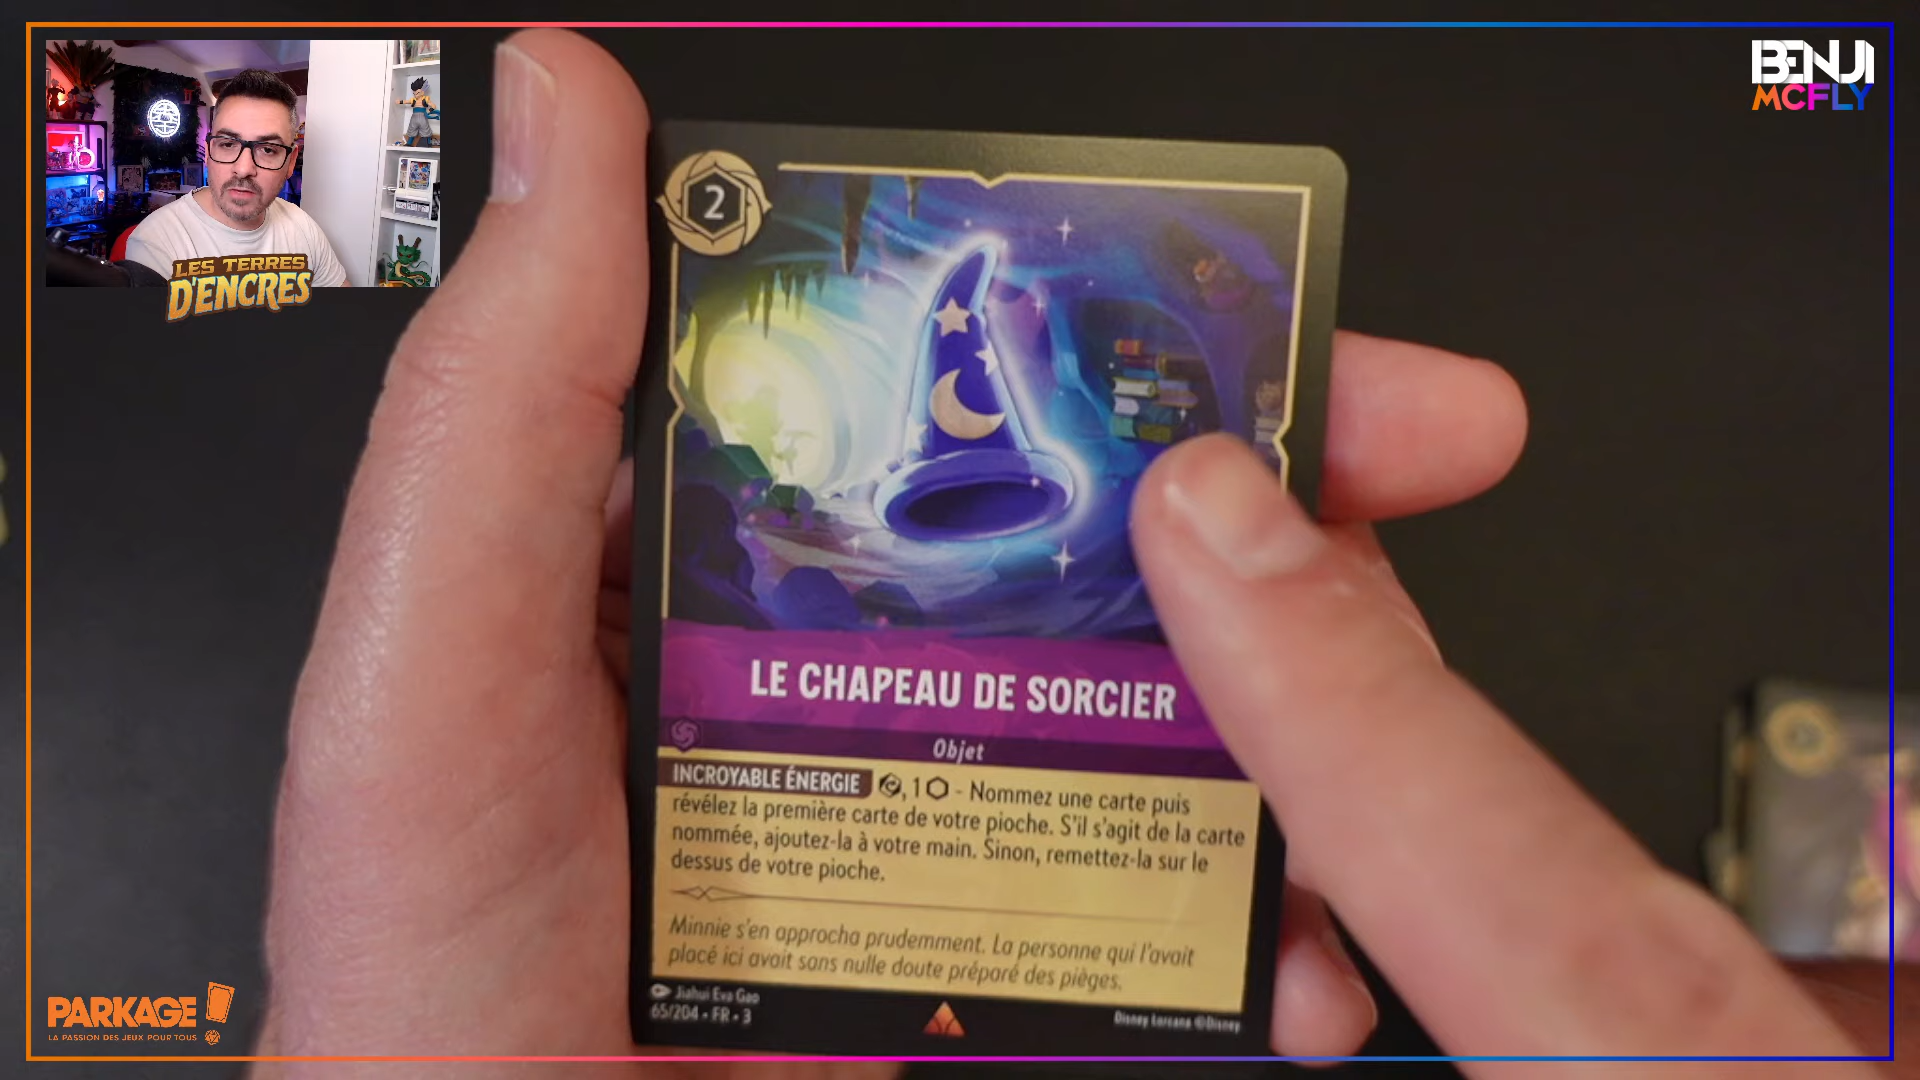 BENJI
MCFLY
LES TERRES
D'ENCRES
2
LE CHAPEAU DE SORCIER
Objet
INCROYABLE ÉNERGIE , 1 - Nommez une carte puis
révélez la première carte de votre pioche. S'il s'agit de la carte
nommée, ajoutez-la à votre main. Sinon, remettez-la sur le
dessus de votre pioche.
Minnie s'en approcha prudemment. La personne qui l'avait
placé ici avait sans nulle doute préparé des pièges.
Jiahui Eva Gao
65/204 • FR • 3
Disney Lorcana ©Disney
PARKAGE
LA PASSION DES JEUX POUR TOUS